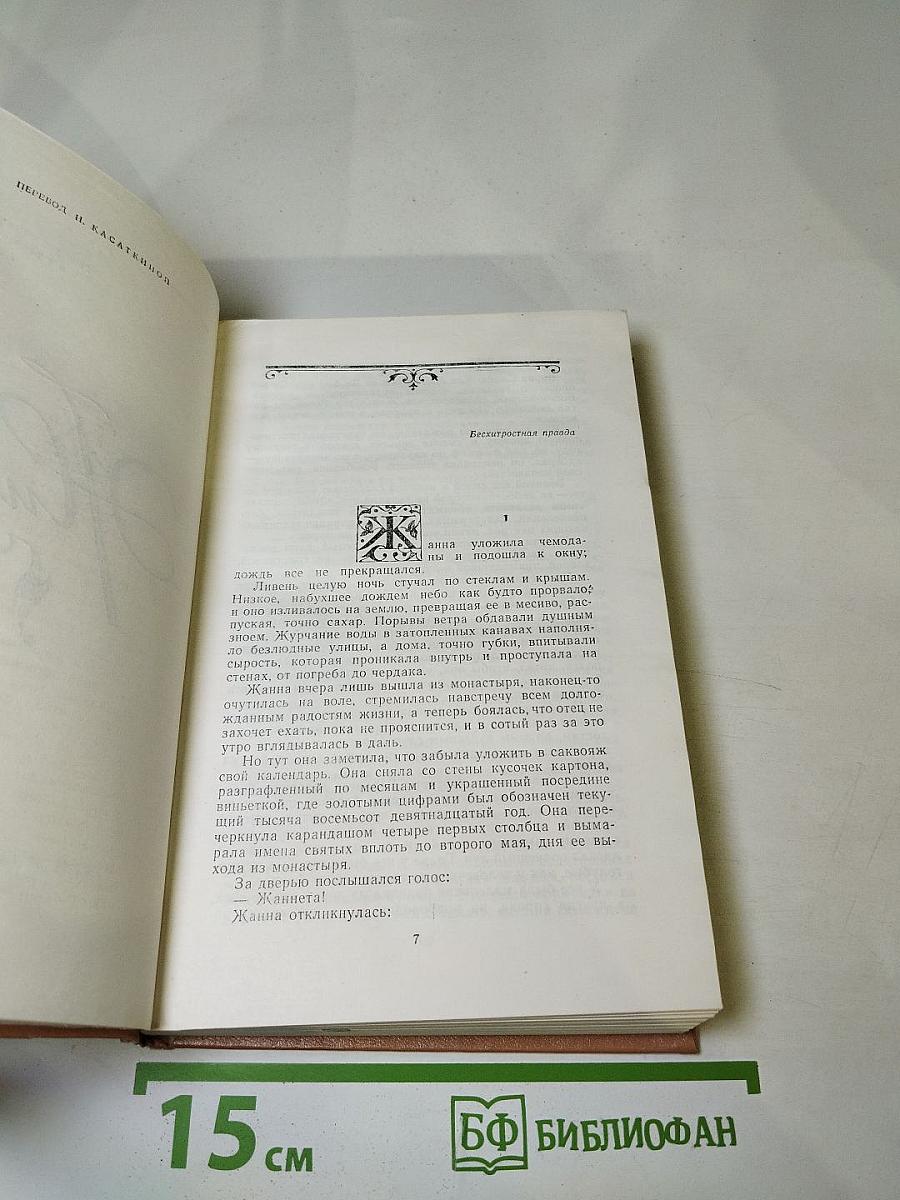 ПЕРЕВОД Н. КАСАТКИНОЙ
Бесхитростная правда
I
Жанна уложила чемода-
ны и подошла к окну;
дождь все не прекращался.
Ливень целую ночь стучал по стеклам и крышам.
Низкое, набухшее дождем небо как будто прорвало,
и оно изливалось на землю, превращая ее в месиво, рас-
пуская, точно сахар. Порывы ветра обдавали душным
зноем. Журчание воды в затопленных канавах наполня-
ло безлюдные улицы, а дома, точно губки, впитывали
сырость, которая проникала внутрь и проступала на
стенах, от погреба до чердака.
Жанна вчера лишь вышла из монастыря, наконец-то
очутилась на воле, стремилась навстречу всем долго-
жданным радостям жизни, а теперь боялась, что отец не
захочет ехать, пока не прояснится, и в сотый раз за это
утро вглядывалась в даль.
Но тут она заметила, что забыла уложить в саквояж
свой календарь. Она сняла со стены кусочек картона,
разграфленный по месяцам и украшенный посредине
виньеткой, где золотыми цифрами был обозначен теку-
щий тысяча восемьсот девятнадцатый год. Она пере-
черкнула карандашом четыре первых столбца и выма-
рала имена святых вплоть до второго мая, дня ее вы-
хода из монастыря.
За дверью послышался голос:
— Жаннета!
Жанна откликнулась:
7
15 см
БФ БИБЛИОФАН